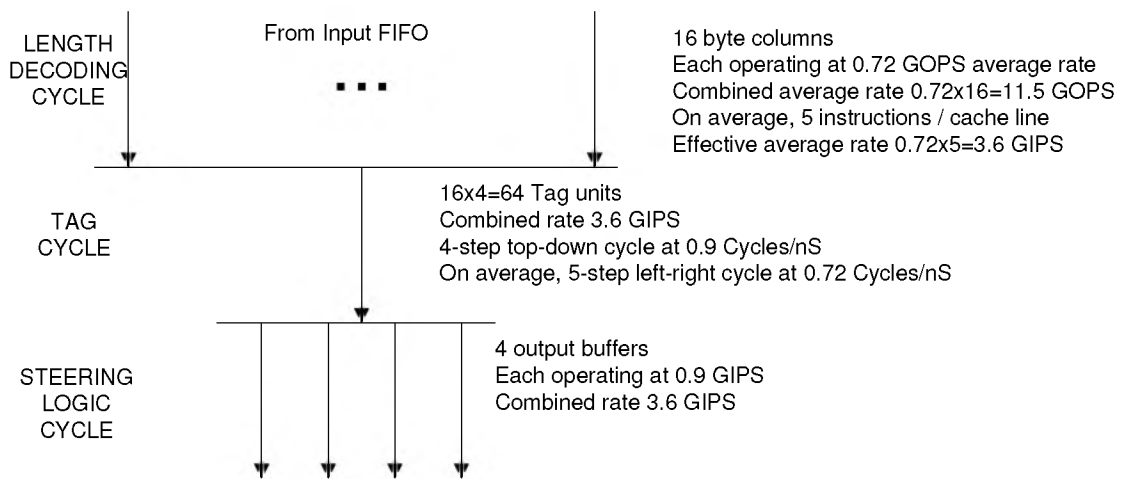 LENGTH
DECODING
CYCLE
From Input FIFO
16 byte columns
Each operating at 0.72 GOPS average rate
Combined average rate 0.72x16=11.5 GOPS
On average, 5 instructions / cache line
Effective average rate 0.72x5=3.6 GIPS
TAG
CYCLE
16x4=64 Tag units
Combined rate 3.6 GIPS
4-step top-down cycle at 0.9 Cycles/nS
On average, 5-step left-right cycle at 0.72 Cycles/nS
STEERING
LOGIC
CYCLE
4 output buffers
Each operating at 0.9 GIPS
Combined rate 3.6 GIPS